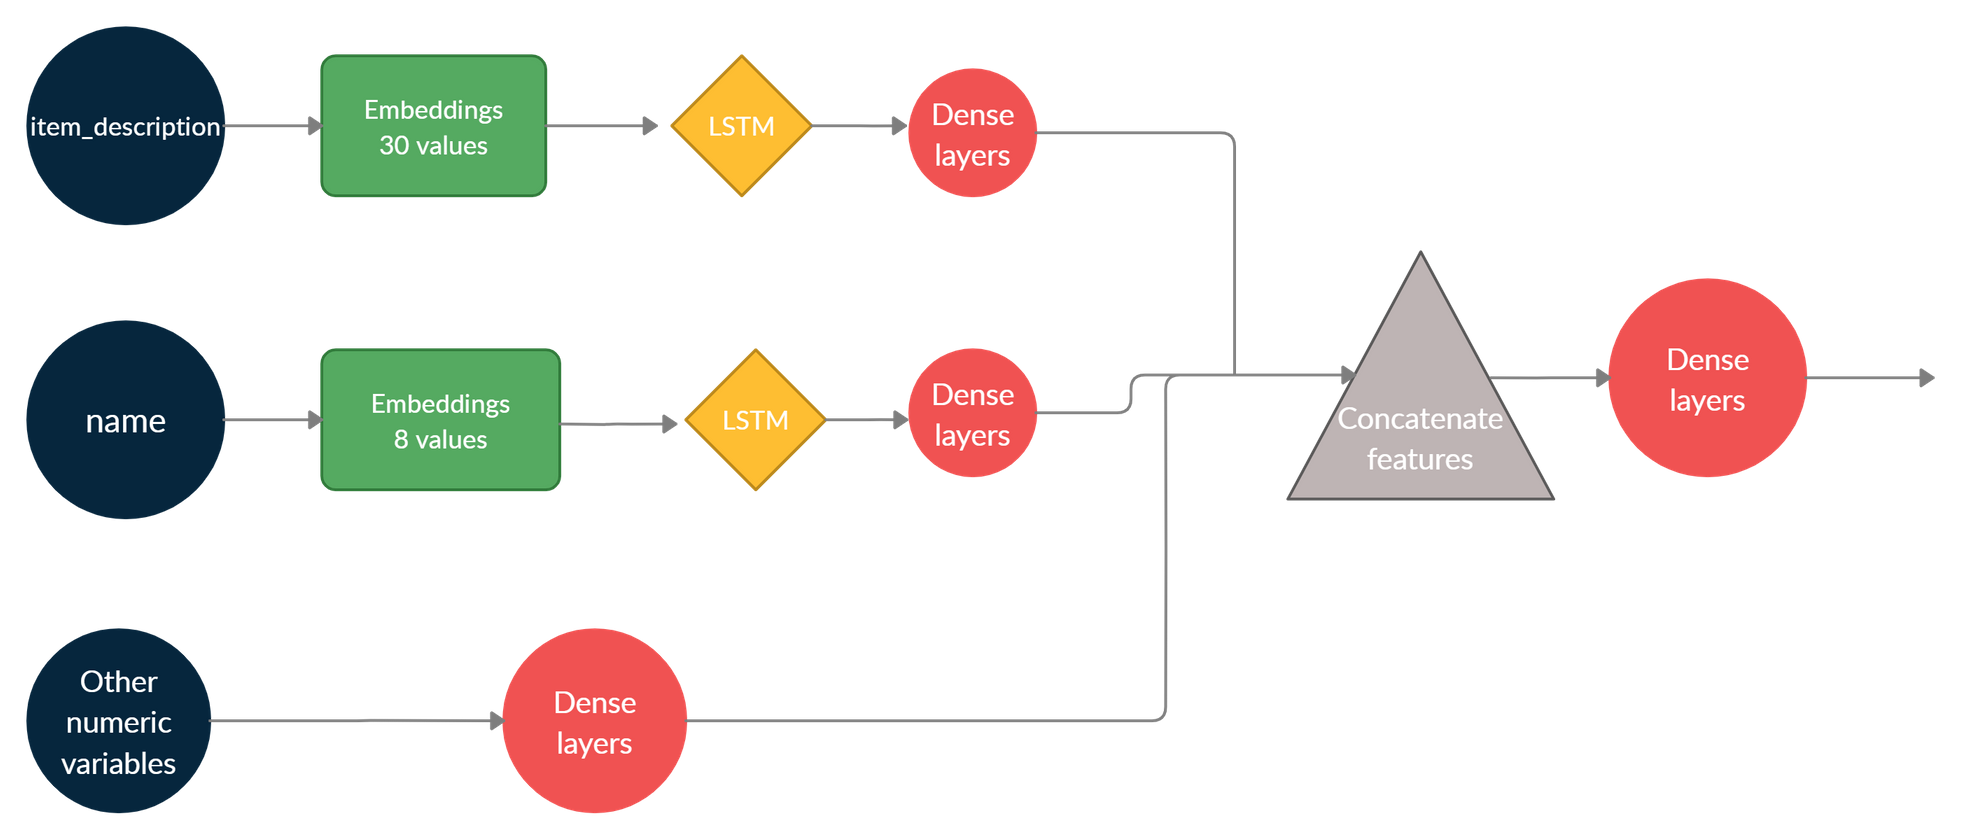 item_description
Embeddings
30 values
LSTM
Dense
layers
name
Embeddings
8 values
LSTM
Dense
layers
Other
numeric
variables
Dense
layers
Concatenate
features
Dense
layers